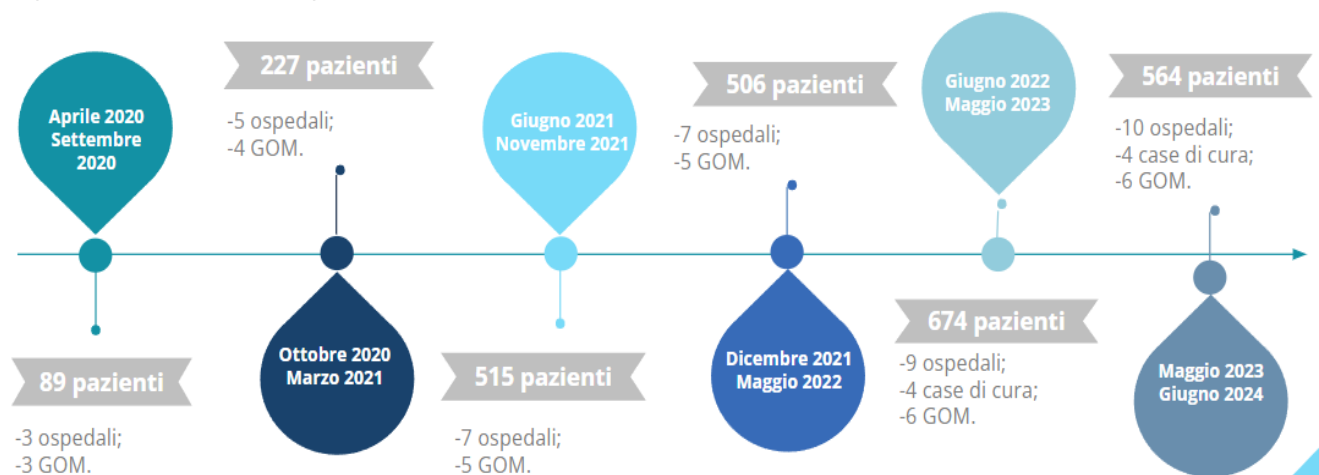 Aprile 2020
Settembre
2020
89 pazienti
-3 ospedali;
-3 GOM.
227 pazienti
-5 ospedali;
-4 GOM.
Ottobre 2020
Marzo 2021
Giugno 2021
Novembre 2021
515 pazienti
-7 ospedali;
-5 GOM.
506 pazienti
-7 ospedali;
-5 GOM.
Dicembre 2021
Maggio 2022
Giugno 2022
Maggio 2023
674 pazienti
-9 ospedali;
-4 case di cura;
-6 GOM.
564 pazienti
-10 ospedali;
-4 case di cura;
-6 GOM.
Maggio 2023
Giugno 2024